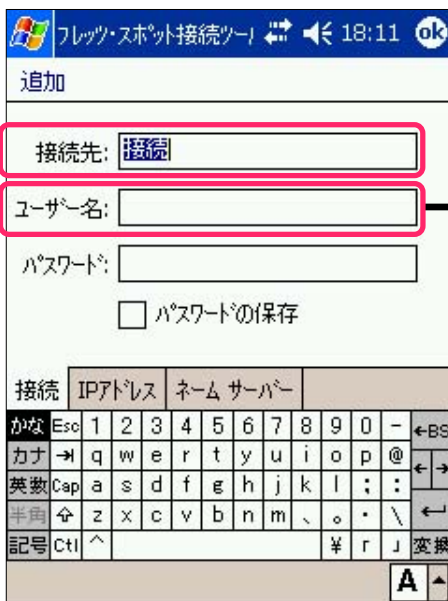 フレッツ・スポット接続ツール 18:11 ok
追加
接続先: 接続
ユーザー名:
パスワード:
パスワードの保存
接続 IPアドレス ネーム サーバー
かな Esc 1 2 3 4 5 6 7 8 9 0 - ←BS
カナ →| q w e r t y u i o p @ ← →
英数 Cap a s d f g h j k l ; :
半角 z x c v b n m 、 。 ・ \ ↵
記号 Ctl ^ ¥ 「 」 変換
A